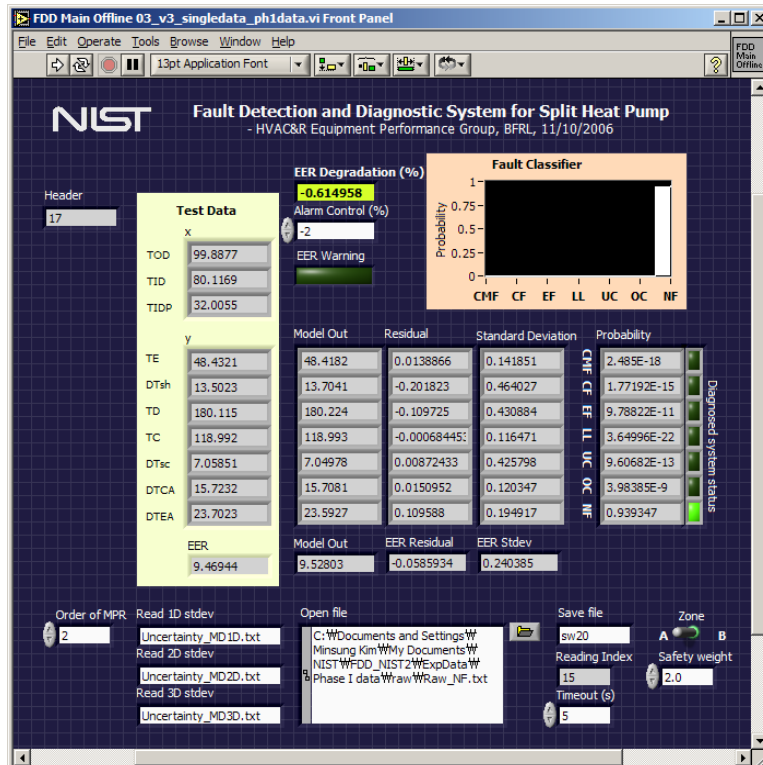 FDD Main Offline 03_v3_singledata_ph1data.vi Front Panel
File Edit Operate Tools Browse Window Help
13pt Application Font
FDD
Main
Offline
NIST
Fault Detection and Diagnostic System for Split Heat Pump
- HVAC&R Equipment Performance Group, BFRL, 11/10/2006
Header
17
Test Data
x
TOD 99.8877
TID 80.1169
TIDP 32.0055
y
TE 48.4321
DTsh 13.5023
TD 180.115
TC 118.992
DTsc 7.05851
DTCA 15.7232
DTEA 23.7023
EER
9.46944
EER Degradation (%)
-0.614958
Alarm Control (%)
-2
EER Warning
Fault Classifier
Probability
1-
0.75-
0.5-
0.25-
0-
CMF CF EF LL UC OC NF
Model Out Residual Standard Deviation Probability
48.4182 0.0138866 0.141851 CMF 2.485E-18
13.7041 -0.201823 0.464027 CF 1.77192E-15
180.224 -0.109725 0.430884 EF 9.78822E-11
118.993 -0.000684453 0.116471 LL 3.64996E-22
7.04978 0.00872433 0.425798 UC 9.60682E-13
15.7081 0.0150952 0.120347 OC 3.98385E-9
23.5927 0.109588 0.194917 NF 0.939347
Diagnosed system status
Model Out EER Residual EER Stdev
9.52803 -0.0585934 0.240385
Order of MPR
2
Read 1D stdev
Uncertainty_MD1D.txt
Read 2D stdev
Uncertainty_MD2D.txt
Read 3D stdev
Uncertainty_MD3D.txt
Open file
C:₩Documents and Settings₩
Minsung Kim₩My Documents₩
NIST₩FDD_NIST2₩ExpData₩
Phase I data₩raw₩Raw_NF.txt
Save file
sw20
Reading Index
15
Timeout (s)
5
Zone
A B
Safety weight
2.0